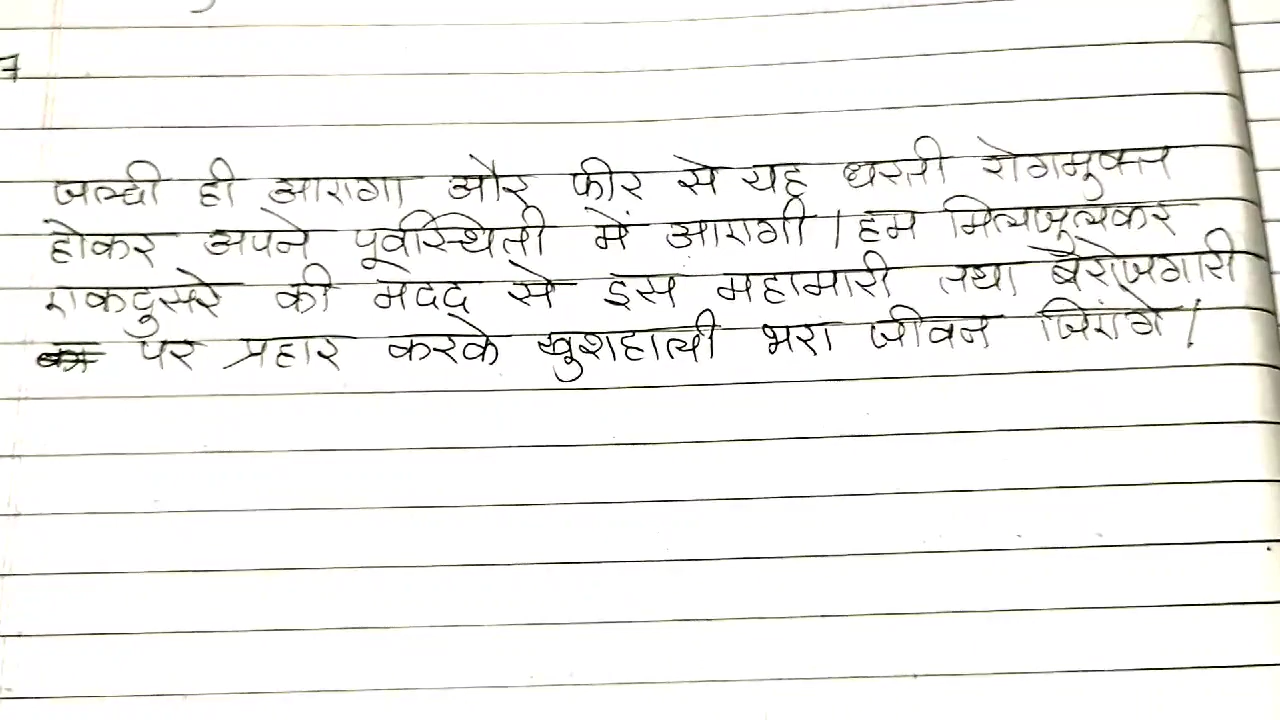 जल्दी ही आएगा और फीर से यह धरती रोगमुक्त
होकर अपने पूर्वस्थिती में आएगी। हम मिलजूलकर
एकदुसरे की मदद से इस महामारी तथा बेरोजगारी
पर प्रहार करके खुशहाली भरा जीवन जिएंगे।